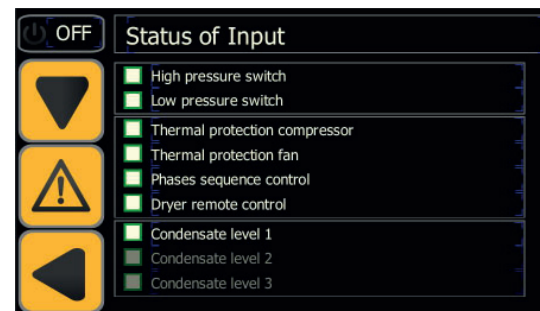 OFF
Status of Input
High pressure switch
Low pressure switch
Thermal protection compressor
Thermal protection fan
Phases sequence control
Dryer remote control
Condensate level 1
Condensate level 2
Condensate level 3